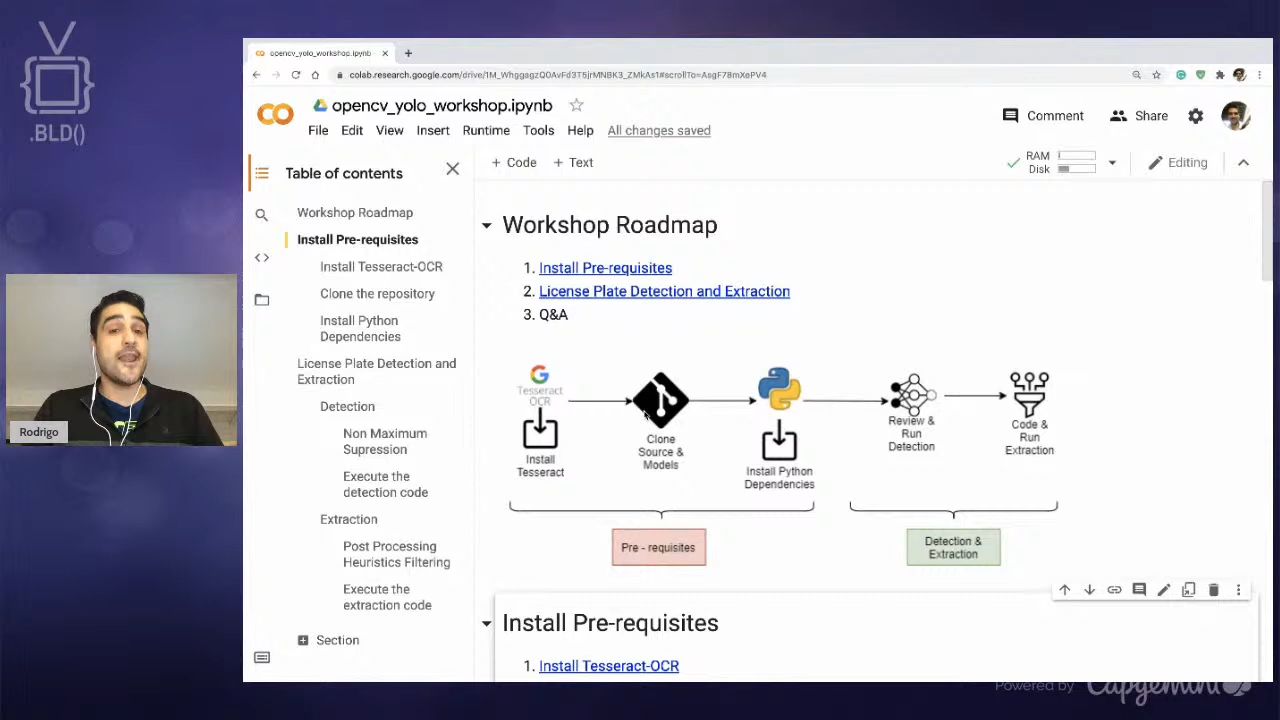 .BLD()
Rodrigo
opencv_yolo_workshop.ipynb
colab.research.google.com/drive/1M_WhggagzQ0AvFd3T5jrMNBK3_ZMkAs1#scrollTo=AsgF78mXePV4
CO
opencv_yolo_workshop.ipynb
File Edit View Insert Runtime Tools Help All changes saved
Comment Share
Table of contents
+ Code + Text
RAM
Disk
Editing
Workshop Roadmap
Install Pre-requisites
Install Tesseract-OCR
Clone the repository
Install Python
Dependencies
License Plate Detection and
Extraction
Detection
Non Maximum
Supression
Execute the
detection code
Extraction
Post Processing
Heuristics Filtering
Execute the
extraction code
Section
Workshop Roadmap
1. Install Pre-requisites
2. License Plate Detection and Extraction
3. Q&A
G
Tesseract
OCR
Install
Tesseract
Clone
Source &
Models
Install Python
Dependencies
Review &
Run
Detection
Code &
Run
Extraction
Pre - requisites
Detection &
Extraction
Install Pre-requisites
1. Install Tesseract-OCR
Powered by Capgemini